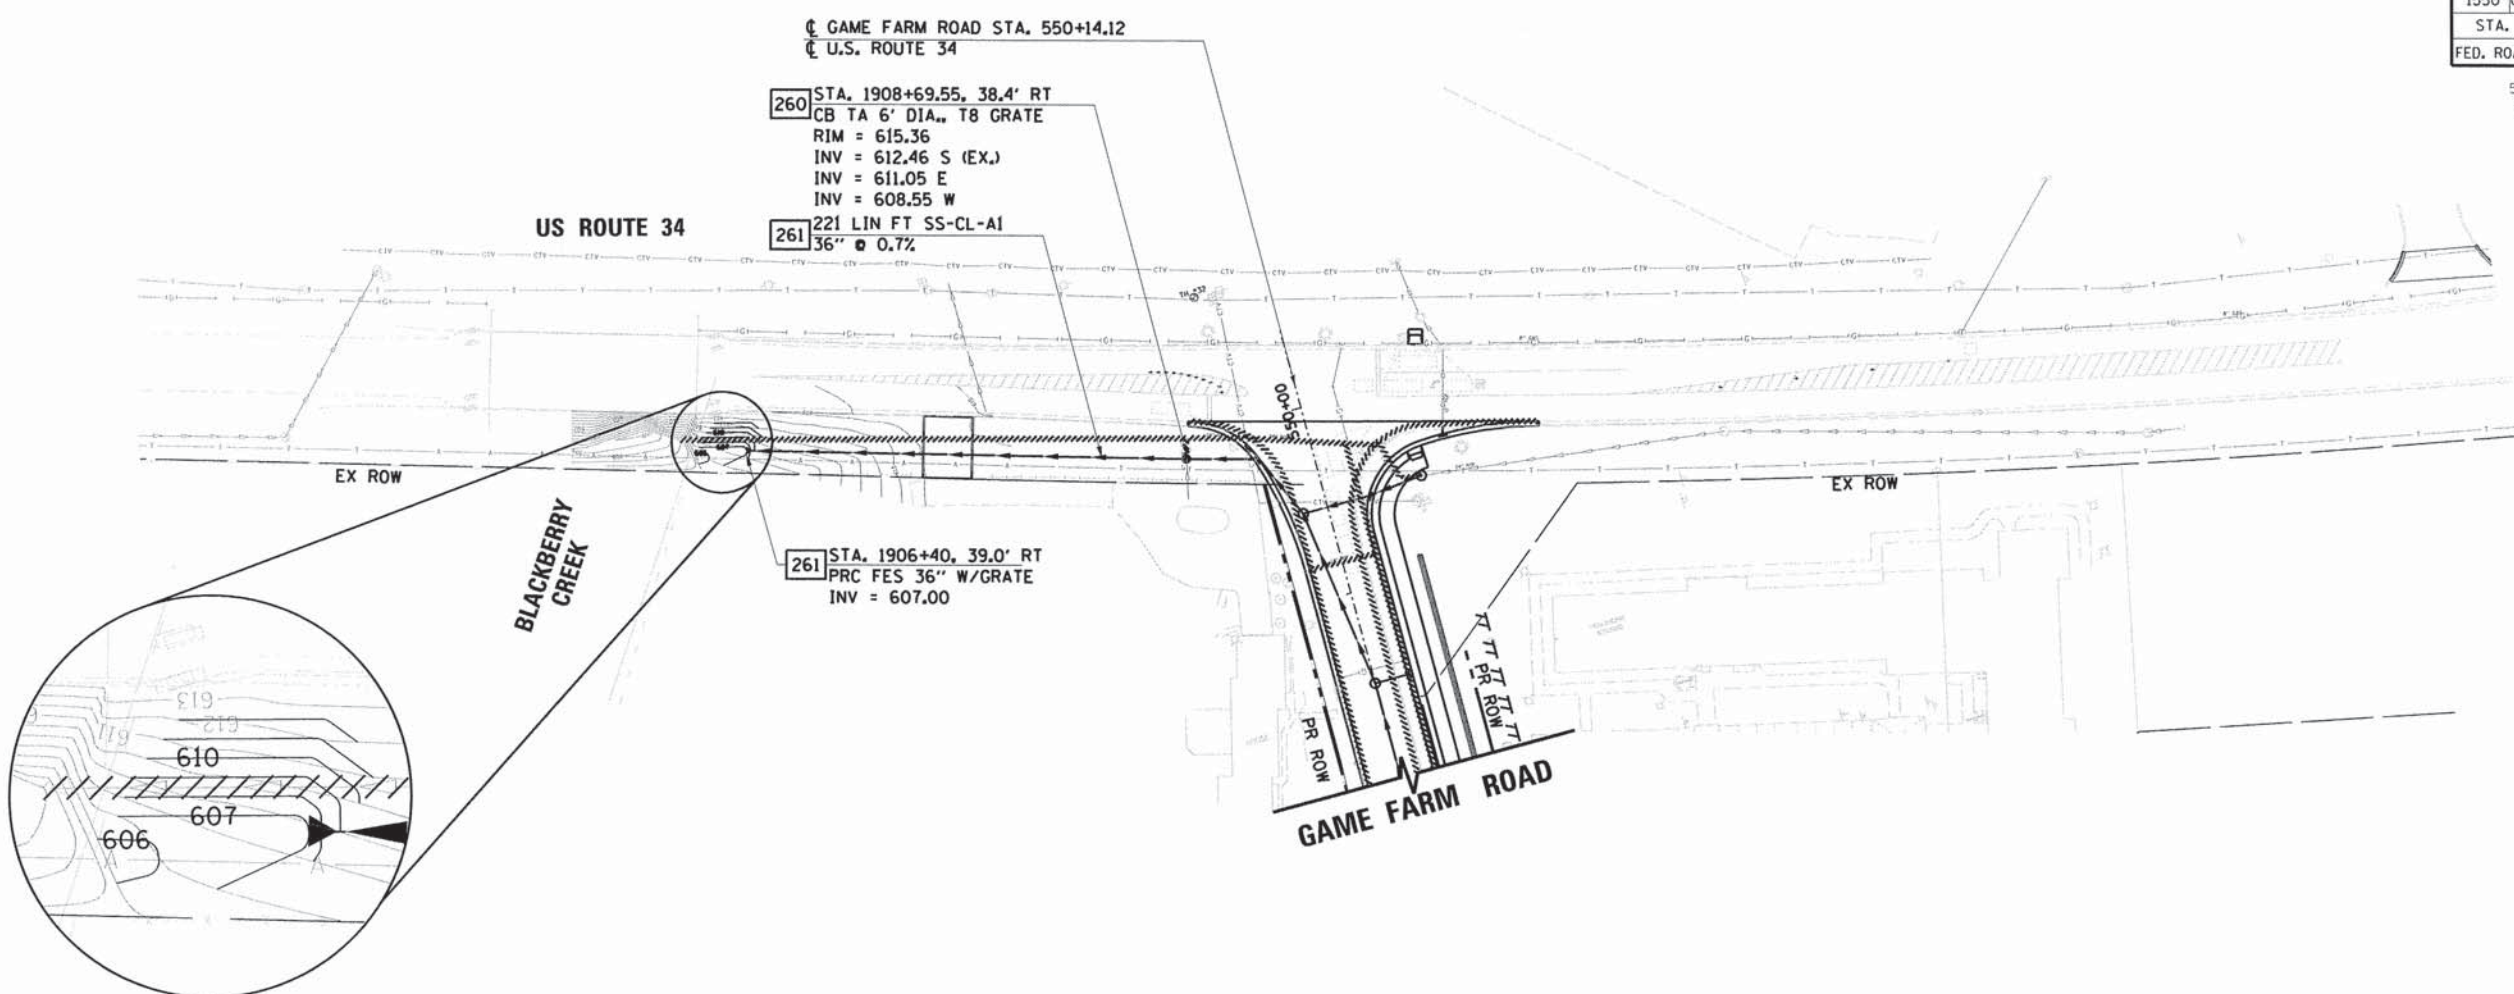 ℄ GAME FARM ROAD STA. 550+14.12
℄ U.S. ROUTE 34
260 STA. 1908+69.55, 38.4' RT
CB TA 6' DIA., T8 GRATE
RIM = 615.36
INV = 612.46 S (EX.)
INV = 611.05 E
INV = 608.55 W
261 221 LIN FT SS-CL-A1
36" @ 0.7%
STA.
FED. ROA
US ROUTE 34
550+00
EX ROW
EX ROW
BLACKBERRY
CREEK
261 STA. 1906+40, 39.0' RT
PRC FES 36" W/GRATE
INV = 607.00
613
612
611
610
607
606
PR ROW
PR ROW
GAME FARM ROAD